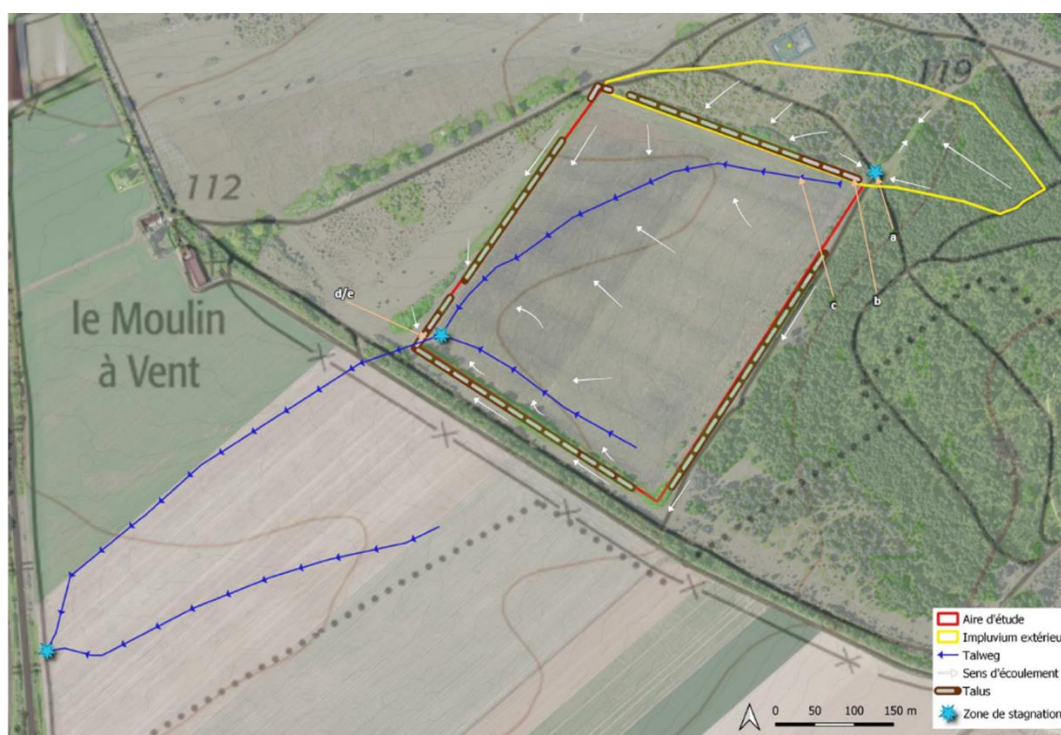 119
112
a
d/e
c
b
le Moulin
à Vent
Aire d'étude
Impluvium extérieu
Talweg
Sens d'écoulement
Talus
Zone de stagnation
0 50 100 150 m